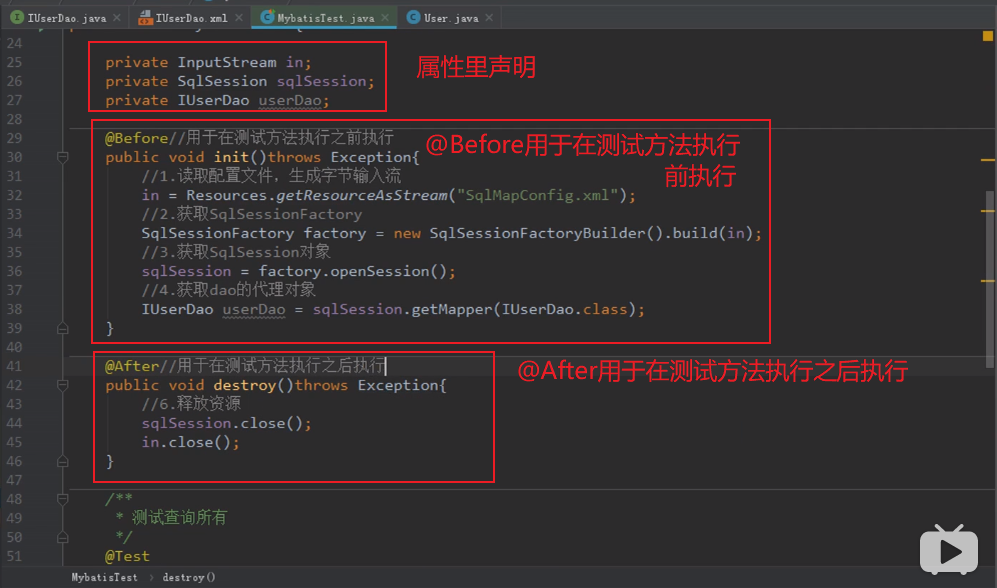 IUserDao.java × IUserDao.xml × MybatisTest.java × User.java ×
24
25 private InputStream in;
26 private SqlSession sqlSession;
属性里声明
27 private IUserDao userDao;
28
29 @Before//用于在测试方法执行之前执行
@Before用于在测试方法执行
前执行
30 public void init()throws Exception{
31 //1.读取配置文件，生成字节输入流
32 in = Resources.getResourceAsStream("SqlMapConfig.xml");
33 //2.获取SqlSessionFactory
34 SqlSessionFactory factory = new SqlSessionFactoryBuilder().build(in);
35 //3.获取SqlSession对象
36 sqlSession = factory.openSession();
37 //4.获取dao的代理对象
38 IUserDao userDao = sqlSession.getMapper(IUserDao.class);
39 }
40
41 @After//用于在测试方法执行之后执行
@After用于在测试方法执行之后执行
42 public void destroy()throws Exception{
43 //6.释放资源
44 sqlSession.close();
45 in.close();
46 }
47
48 /**
49 * 测试查询所有
50 */
51 @Test
MybatisTest › destroy()